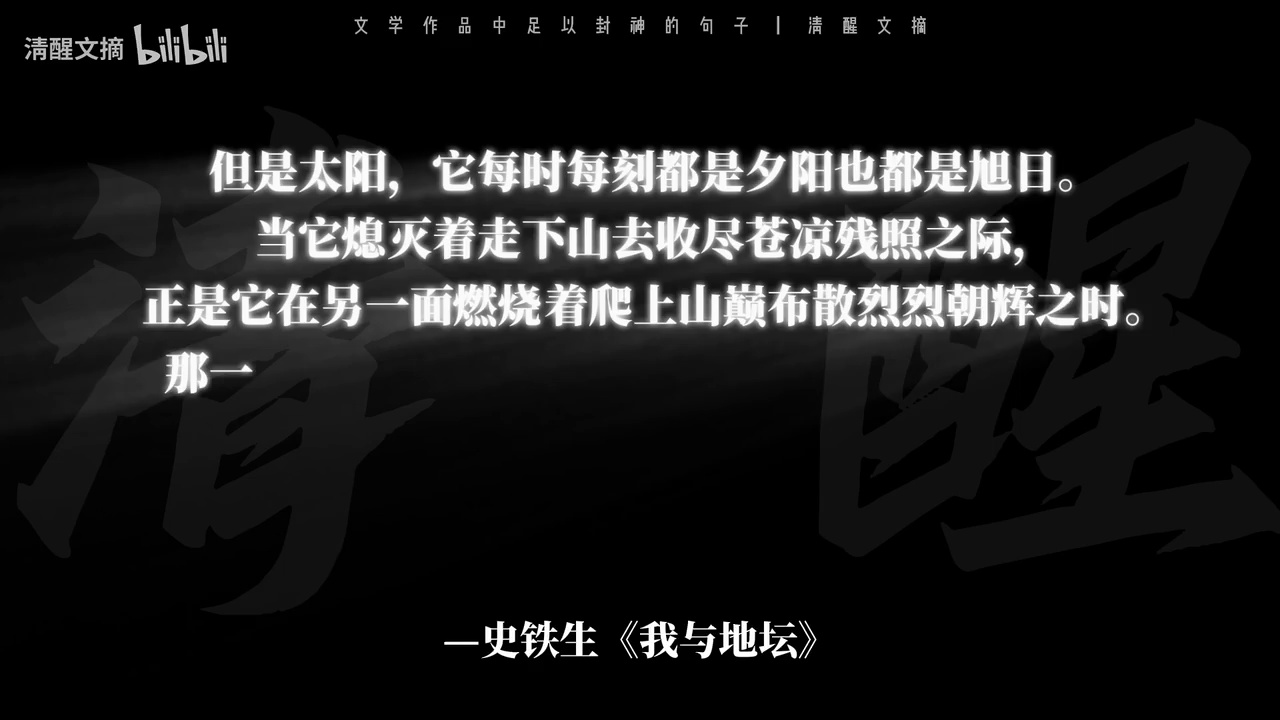 文学作品中足以封神的句子 | 清醒文摘
清醒文摘 bilibili
但是太阳，它每时每刻都是夕阳也都是旭日。
当它熄灭着走下山去收尽苍凉残照之际，
正是它在另一面燃烧着爬上山巅布散烈烈朝辉之时。
那一
清醒
—史铁生《我与地坛》